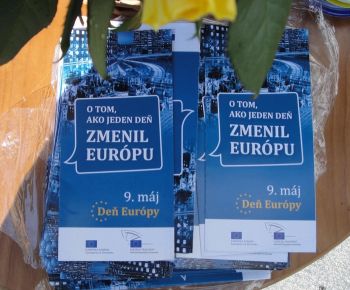 O TOM,
AKO JEDEN DEŇ
ZMENIL
EURÓPU
9. máj
Deň Európy
O TOM,
AKO JEDEN DEŇ
ZMENIL
EURÓPU
9. máj
Deň Európy